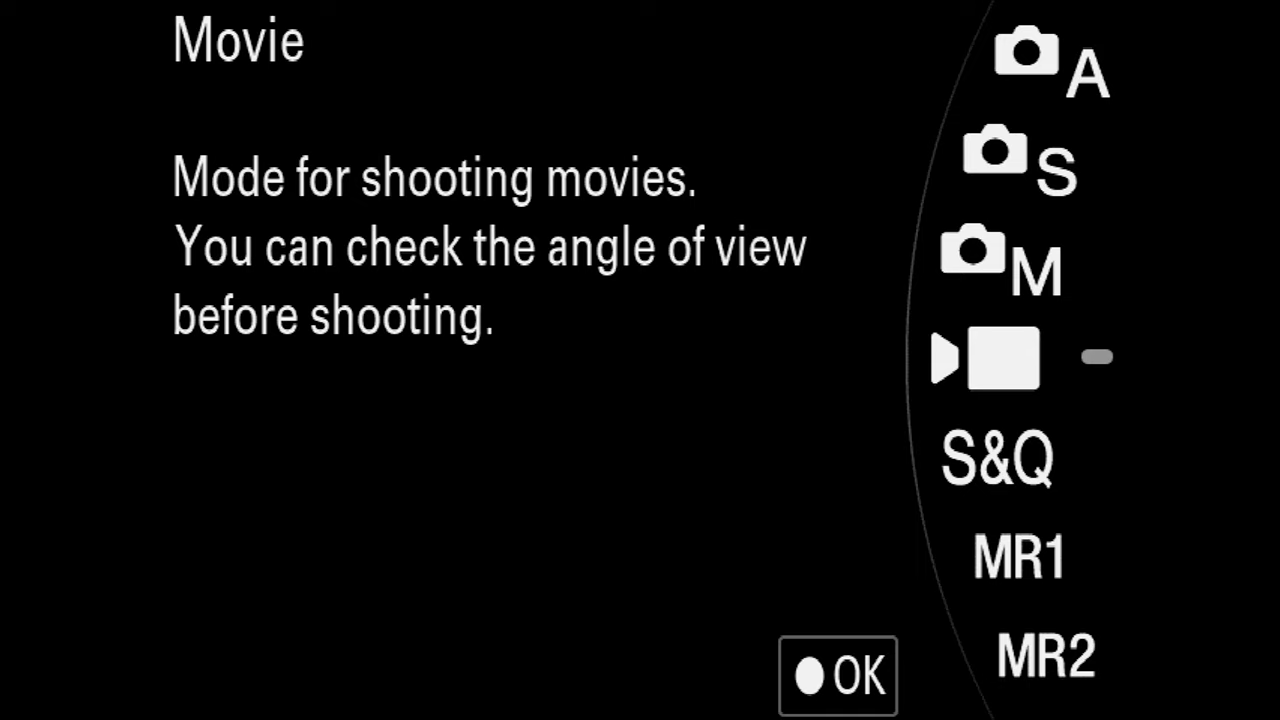 Movie
Mode for shooting movies.
You can check the angle of view
before shooting.
A
S
M
S&Q
MR1
MR2
OK